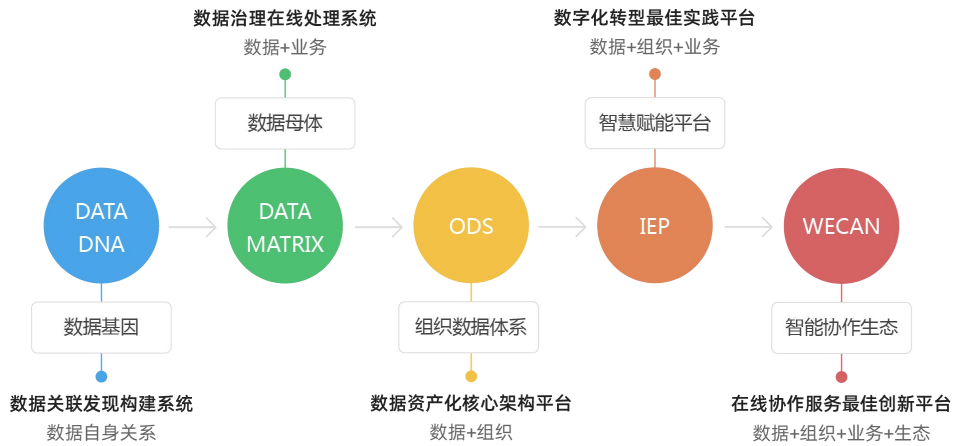 数据治理在线处理系统
数据+业务
数据母体
数字化转型最佳实践平台
数据+组织+业务
智慧赋能平台
DATA
DNA
DATA
MATRIX
ODS
IEP
WECAN
数据基因
数据关联发现构建系统
数据自身关系
组织数据体系
数据资产化核心架构平台
数据+组织
智能协作生态
在线协作服务最佳创新平台
数据+组织+业务+生态